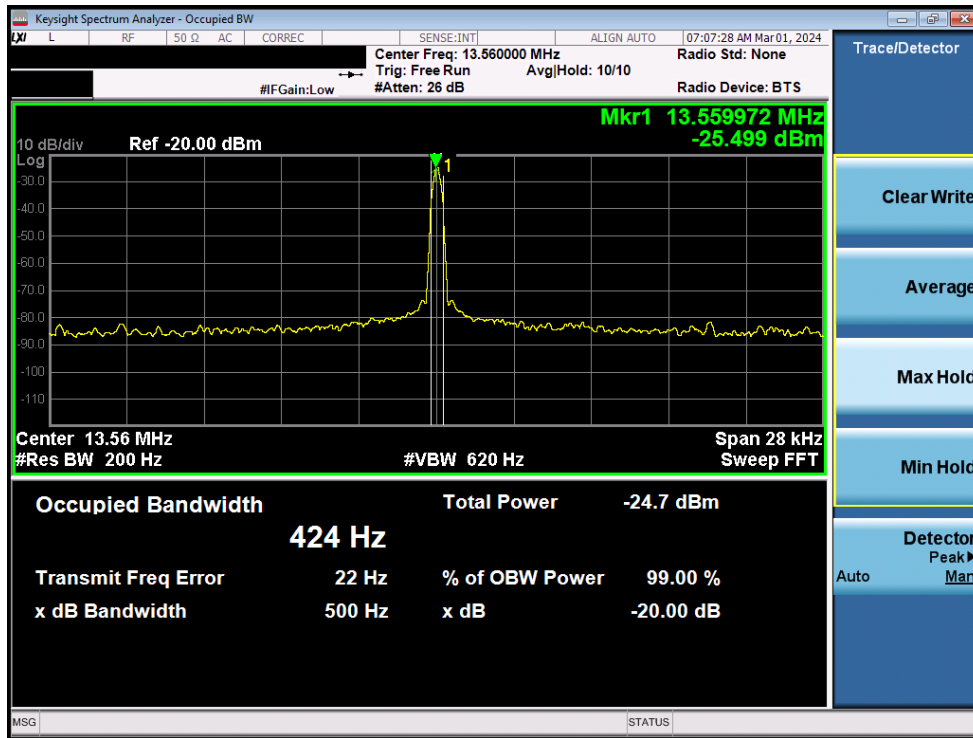 Keysight Spectrum Analyzer - Occupied BW
LXI L RF 50 Ω AC CORREC SENSE:INT ALIGN AUTO 07:07:28 AM Mar 01, 2024
Center Freq: 13.560000 MHz Radio Std: None
Trig: Free Run Avg|Hold: 10/10
#IFGain:Low #Atten: 26 dB Radio Device: BTS
Trace/Detector
Mkr1 13.559972 MHz
-25.499 dBm
10 dB/div Ref -20.00 dBm
Log
1
-30.0
-40.0
-50.0
-60.0
-70.0
-80.0
-90.0
-100
-110
Center 13.56 MHz Span 28 kHz
#Res BW 200 Hz #VBW 620 Hz Sweep FFT
Occupied Bandwidth Total Power -24.7 dBm
424 Hz
Transmit Freq Error 22 Hz % of OBW Power 99.00 %
x dB Bandwidth 500 Hz x dB -20.00 dB
Clear Write
Average
Max Hold
Min Hold
Detector
Peak
Auto Man
MSG STATUS